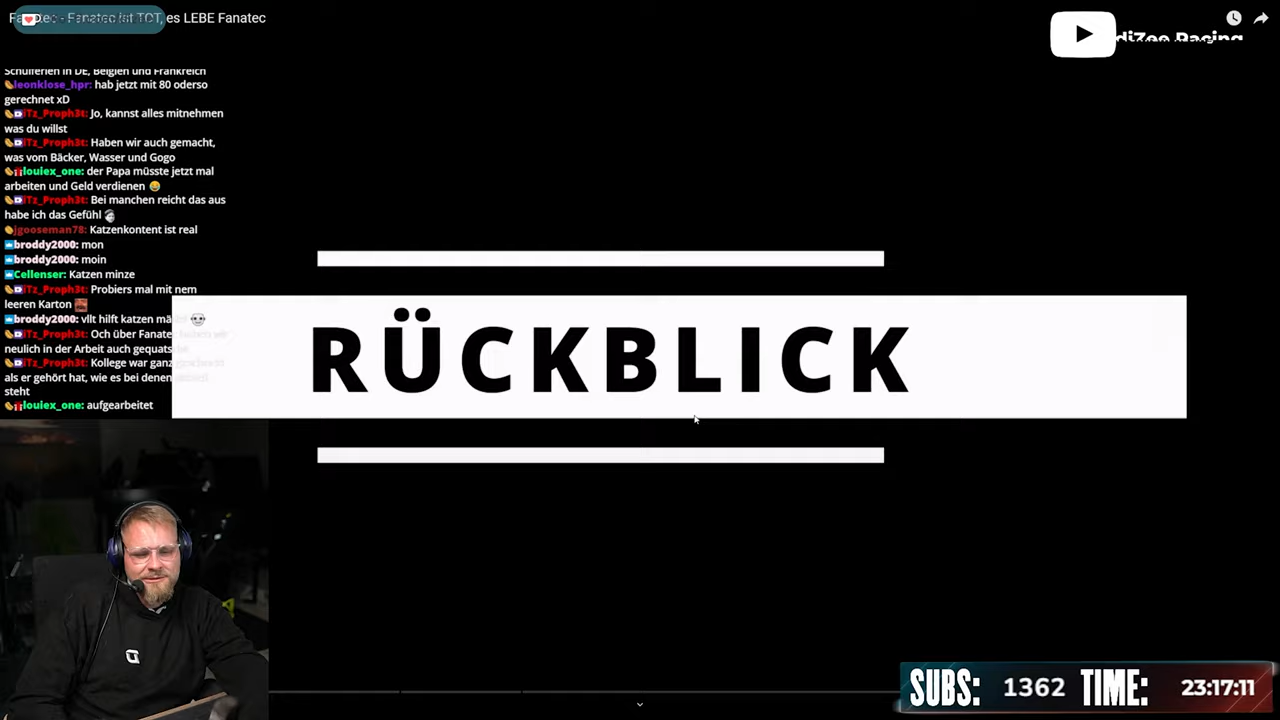 Fanatec - Fanatec ist TOT, es LEBE Fanatec
Schulferien in DE, Belgien und Frankreich
leonklose_hpr: hab jetzt mit 80 oderso
gerechnet xD
iTz_Proph3t: Jo, kannst alles mitnehmen
was du willst
iTz_Proph3t: Haben wir auch gemacht,
was vom Bäcker, Wasser und Gogo
louiex_one: der Papa müsste jetzt mal
arbeiten und Geld verdienen
iTz_Proph3t: Bei manchen reicht das aus
habe ich das Gefühl
jgooseman78: Katzenkontent ist real
broddy2000: mon
broddy2000: moin
Cellenser: Katzen minze
iTz_Proph3t: Probiers mal mit nem
leeren Karton
broddy2000: vllt hilft katzen
iTz_Proph3t: Och über Fanatec haben wir
neulich in der Arbeit auch gequatscht
iTz_Proph3t: Kollege war ganz
als er gehört hat, wie es bei denen
steht
louiex_one: aufgearbeitet
RÜCKBLICK
Racing
SUBS: 1362 TIME: 23:17:11